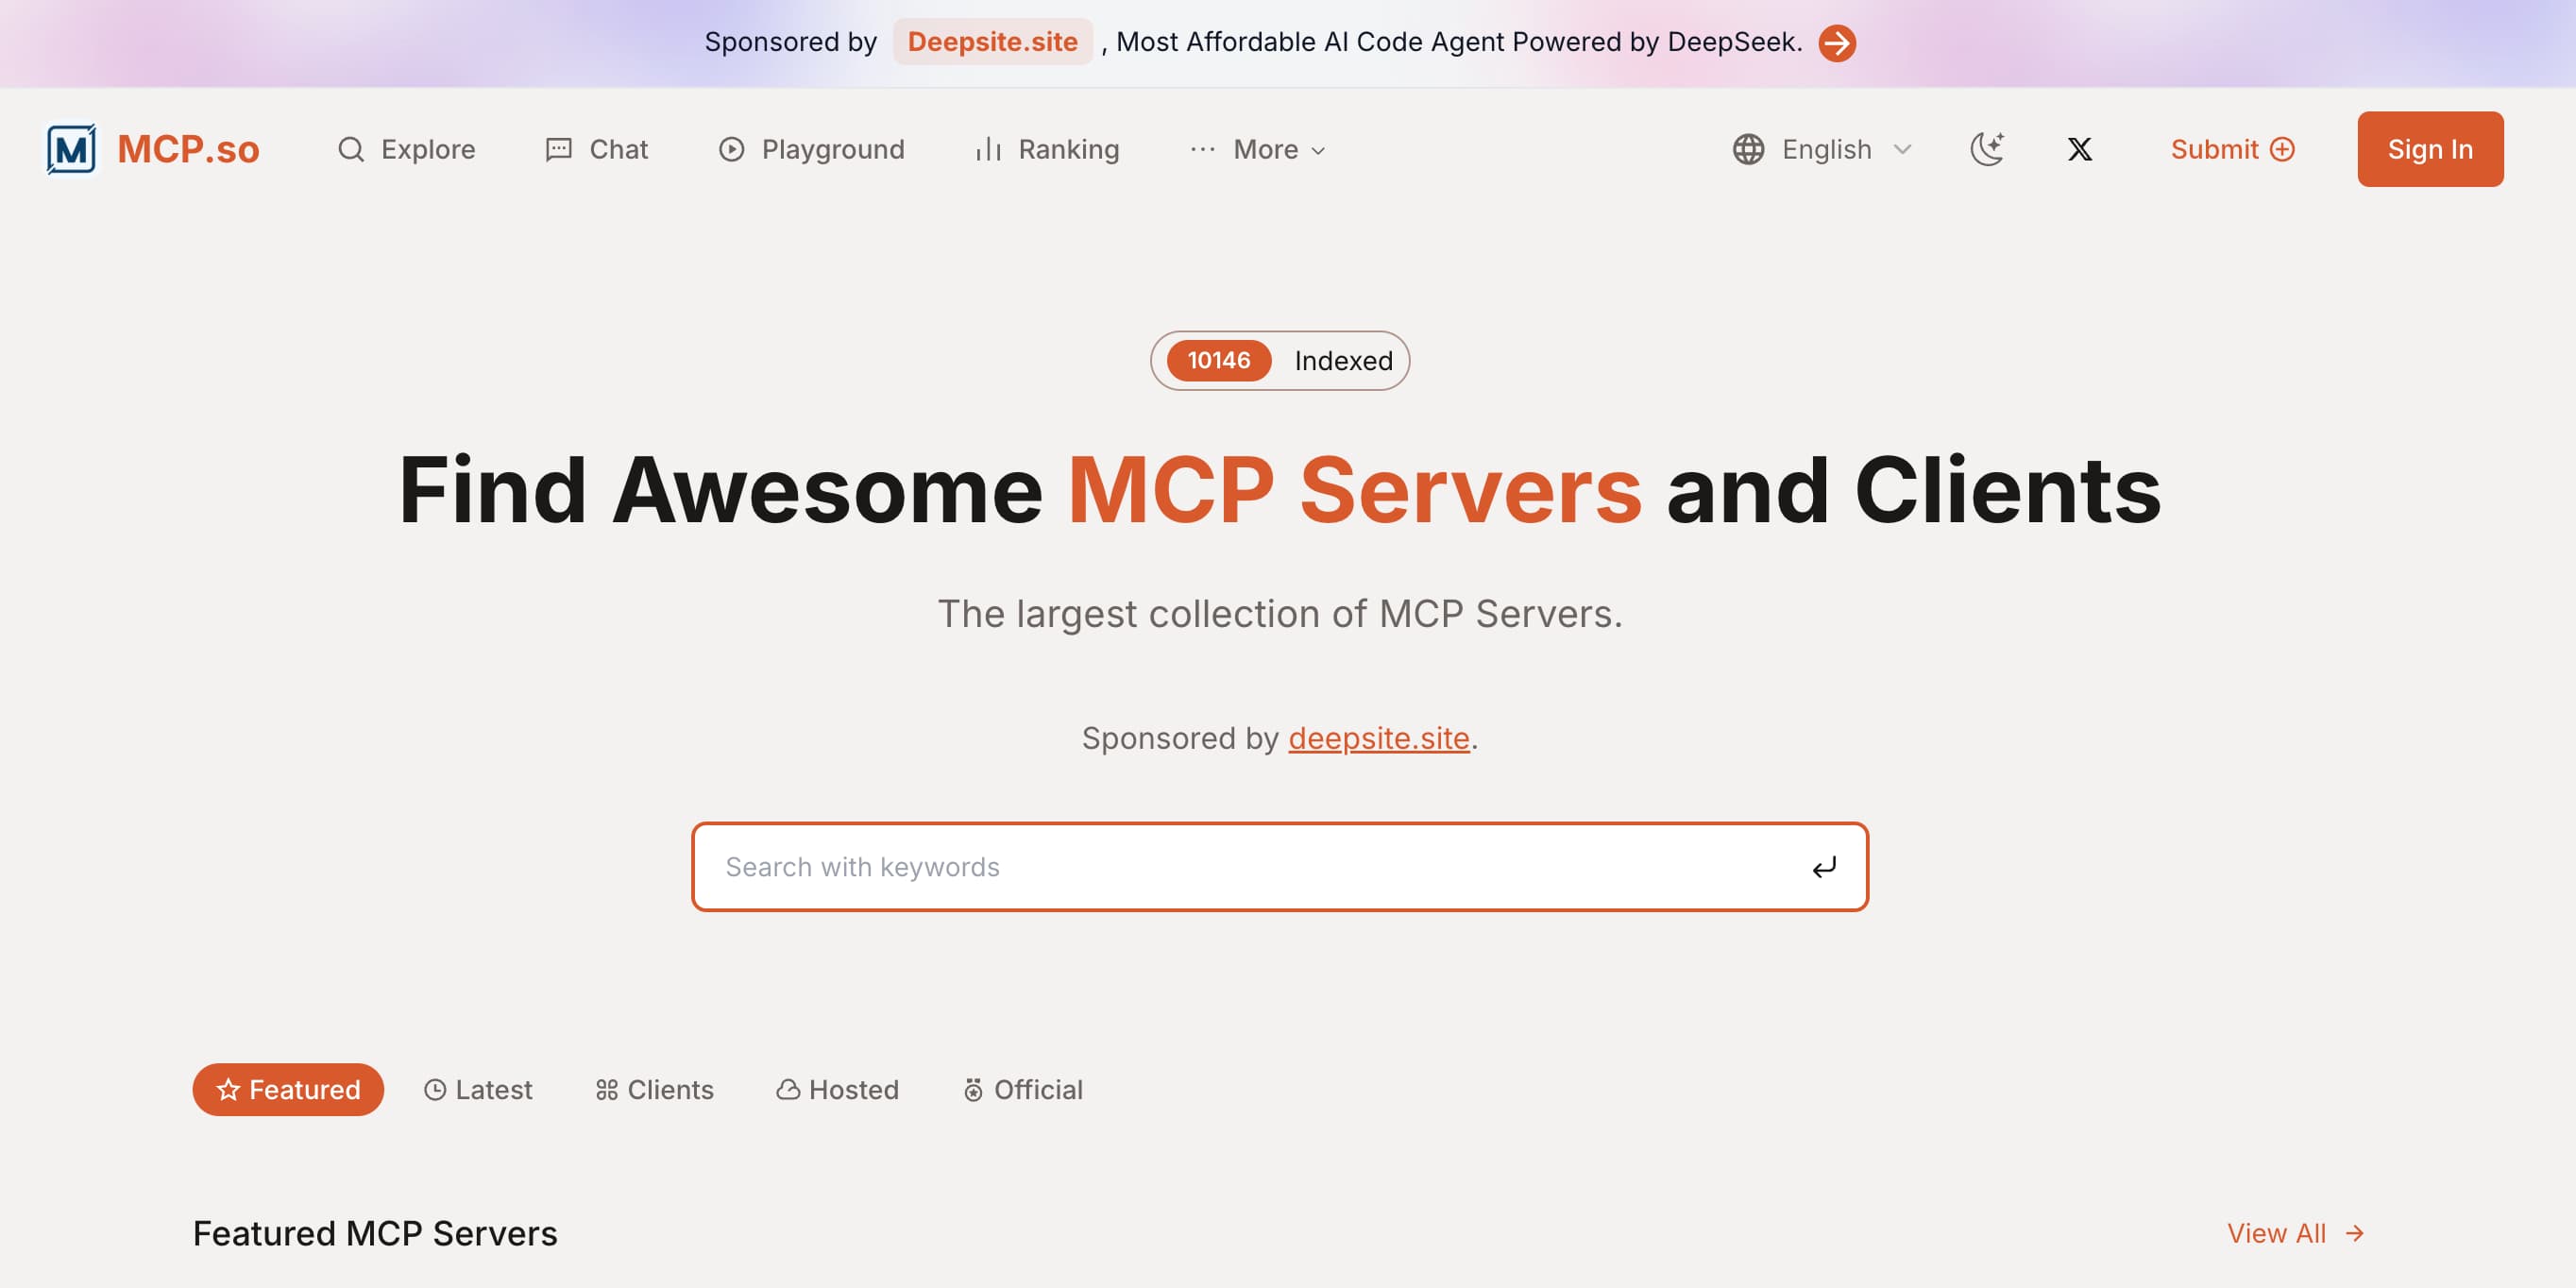 Sponsored by Deepsite.site , Most Affordable AI Code Agent Powered by DeepSeek.
M MCP.so Explore Chat Playground Ranking More English X Submit Sign In
10146 Indexed
Find Awesome MCP Servers and Clients
The largest collection of MCP Servers.
Sponsored by deepsite.site.
Search with keywords
Featured Latest Clients Hosted Official
Featured MCP Servers View All